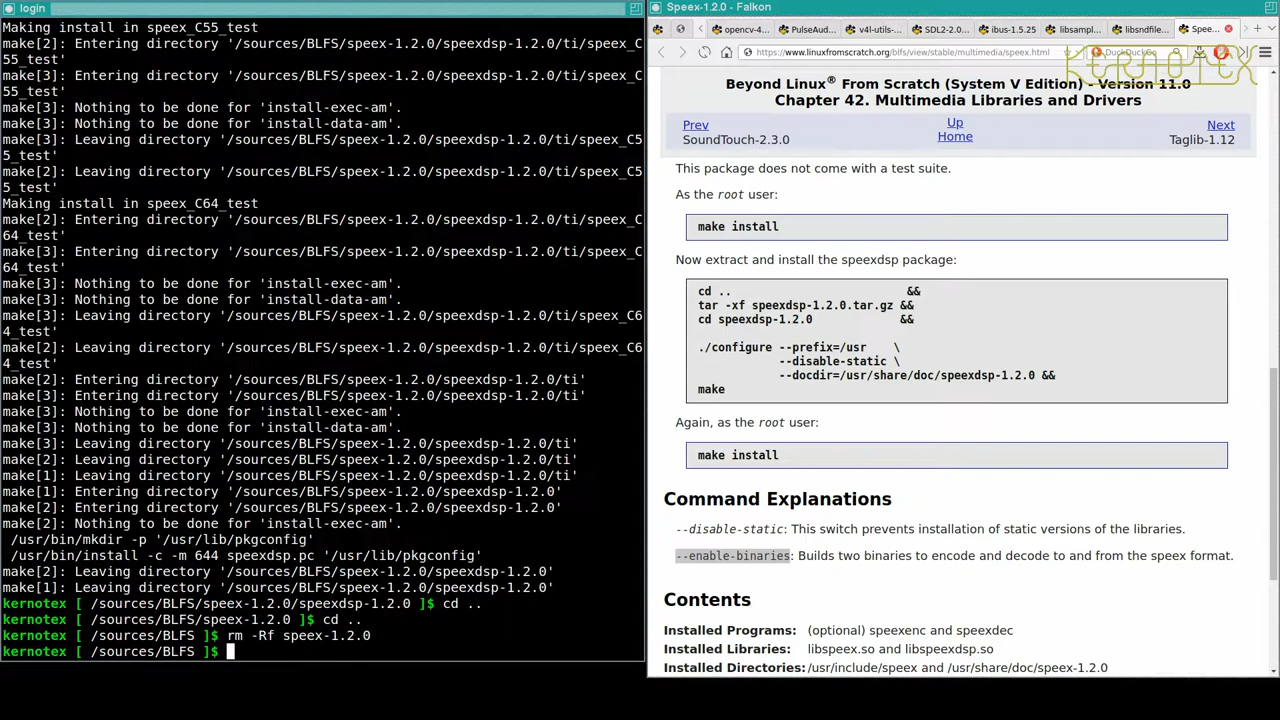 login
Making install in speex_C55_test
make[2]: Entering directory '/sources/BLFS/speex-1.2.0/speexdsp-1.2.0/ti/speex_C
55_test'
make[3]: Entering directory '/sources/BLFS/speex-1.2.0/speexdsp-1.2.0/ti/speex_C
55_test'
make[3]: Nothing to be done for 'install-exec-am'.
make[3]: Nothing to be done for 'install-data-am'.
make[3]: Leaving directory '/sources/BLFS/speex-1.2.0/speexdsp-1.2.0/ti/speex_C5
5_test'
make[2]: Leaving directory '/sources/BLFS/speex-1.2.0/speexdsp-1.2.0/ti/speex_C5
5_test'
Making install in speex_C64_test
make[2]: Entering directory '/sources/BLFS/speex-1.2.0/speexdsp-1.2.0/ti/speex_C
64_test'
make[3]: Entering directory '/sources/BLFS/speex-1.2.0/speexdsp-1.2.0/ti/speex_C
64_test'
make[3]: Nothing to be done for 'install-exec-am'.
make[3]: Nothing to be done for 'install-data-am'.
make[3]: Leaving directory '/sources/BLFS/speex-1.2.0/speexdsp-1.2.0/ti/speex_C6
4_test'
make[2]: Leaving directory '/sources/BLFS/speex-1.2.0/speexdsp-1.2.0/ti/speex_C6
4_test'
make[2]: Entering directory '/sources/BLFS/speex-1.2.0/speexdsp-1.2.0/ti'
make[3]: Entering directory '/sources/BLFS/speex-1.2.0/speexdsp-1.2.0/ti'
make[3]: Nothing to be done for 'install-exec-am'.
make[3]: Nothing to be done for 'install-data-am'.
make[3]: Leaving directory '/sources/BLFS/speex-1.2.0/speexdsp-1.2.0/ti'
make[2]: Leaving directory '/sources/BLFS/speex-1.2.0/speexdsp-1.2.0/ti'
make[1]: Leaving directory '/sources/BLFS/speex-1.2.0/speexdsp-1.2.0/ti'
make[1]: Entering directory '/sources/BLFS/speex-1.2.0/speexdsp-1.2.0'
make[2]: Entering directory '/sources/BLFS/speex-1.2.0/speexdsp-1.2.0'
make[2]: Nothing to be done for 'install-exec-am'.
/usr/bin/mkdir -p '/usr/lib/pkgconfig'
/usr/bin/install -c -m 644 speexdsp.pc '/usr/lib/pkgconfig'
make[2]: Leaving directory '/sources/BLFS/speex-1.2.0/speexdsp-1.2.0'
make[1]: Leaving directory '/sources/BLFS/speex-1.2.0/speexdsp-1.2.0'
kernotex [ /sources/BLFS/speex-1.2.0/speexdsp-1.2.0 ]$ cd ..
kernotex [ /sources/BLFS/speex-1.2.0 ]$ cd ..
kernotex [ /sources/BLFS ]$ rm -Rf speex-1.2.0
kernotex [ /sources/BLFS ]$
Speex-1.2.0 - Falkon
opencv-4... PulseAud... v4l-utils-... SDL2-2.0... ibus-1.5.25 libsampl... libsndfile... Spee...
https://www.linuxfromscratch.org/blfs/view/stable/multimedia/speex.html DuckDuckGo
KERNOTEX
Beyond Linux® From Scratch (System V Edition) - Version 11.0
Chapter 42. Multimedia Libraries and Drivers
Prev Up Next
SoundTouch-2.3.0 Home Taglib-1.12
This package does not come with a test suite.
As the root user:
make install
Now extract and install the speexdsp package:
cd .. &&
tar -xf speexdsp-1.2.0.tar.gz &&
cd speexdsp-1.2.0 &&
./configure --prefix=/usr \
--disable-static \
--docdir=/usr/share/doc/speexdsp-1.2.0 &&
make
Again, as the root user:
make install
Command Explanations
--disable-static: This switch prevents installation of static versions of the libraries.
--enable-binaries: Builds two binaries to encode and decode to and from the speex format.
Contents
Installed Programs: (optional) speexenc and speexdec
Installed Libraries: libspeex.so and libspeexdsp.so
Installed Directories: /usr/include/speex and /usr/share/doc/speex-1.2.0